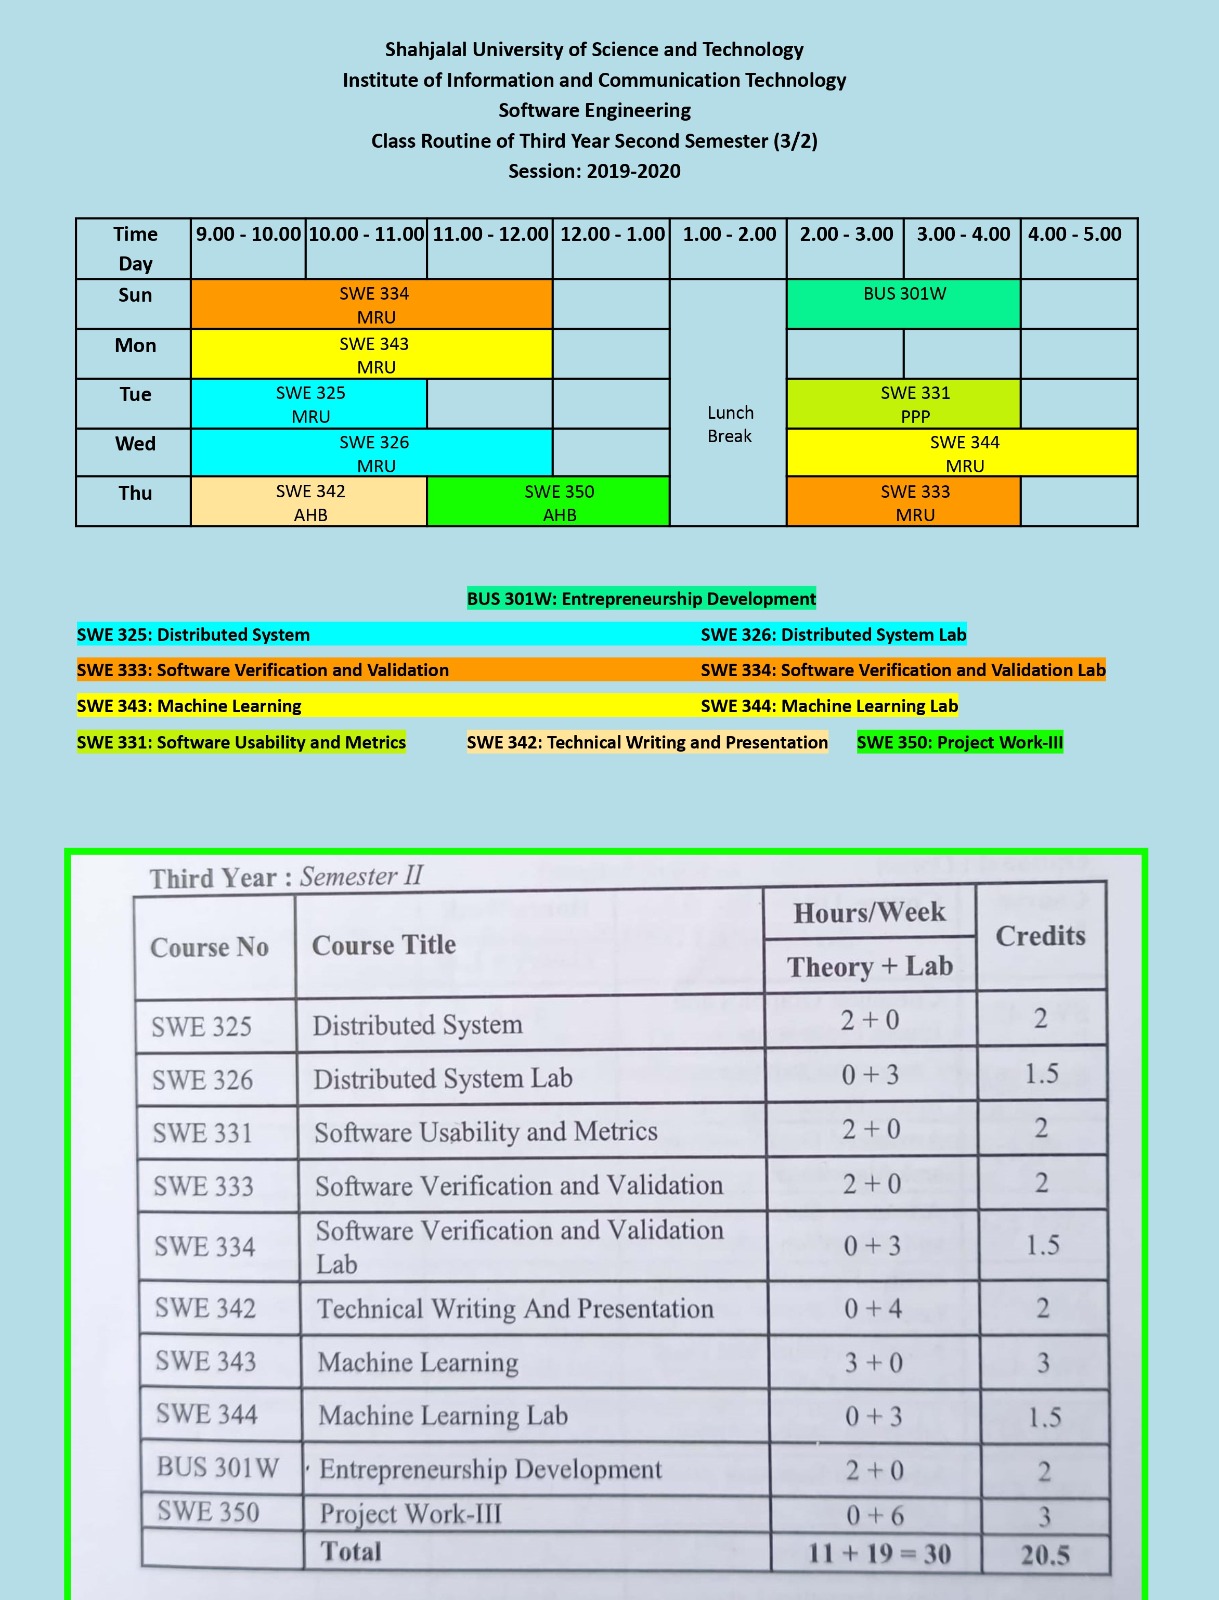 Shahjalal University of Science and Technology
Institute of Information and Communication Technology
Software Engineering
Class Routine of Third Year Second Semester (3/2)
Session: 2019-2020
Time Day 9.00 - 10.00 10.00 - 11.00 11.00 - 12.00 12.00 - 1.00 1.00 - 2.00 2.00 - 3.00 3.00 - 4.00 4.00 - 5.00
Sun SWE 334 MRU BUS 301W
Mon SWE 343 MRU
Tue SWE 325 MRU SWE 331 PPP
Lunch Break
Wed SWE 326 MRU SWE 344 MRU
Thu SWE 342 AHB SWE 350 AHB SWE 333 MRU
BUS 301W: Entrepreneurship Development
SWE 325: Distributed System SWE 326: Distributed System Lab
SWE 333: Software Verification and Validation SWE 334: Software Verification and Validation Lab
SWE 343: Machine Learning SWE 344: Machine Learning Lab
SWE 331: Software Usability and Metrics SWE 342: Technical Writing and Presentation SWE 350: Project Work-III
Third Year : Semester II
Course No Course Title Hours/Week Theory + Lab Credits
SWE 325 Distributed System 2 + 0 2
SWE 326 Distributed System Lab 0 + 3 1.5
SWE 331 Software Usability and Metrics 2 + 0 2
SWE 333 Software Verification and Validation 2 + 0 2
SWE 334 Software Verification and Validation Lab 0 + 3 1.5
SWE 342 Technical Writing And Presentation 0 + 4 2
SWE 343 Machine Learning 3 + 0 3
SWE 344 Machine Learning Lab 0 + 3 1.5
BUS 301W Entrepreneurship Development 2 + 0 2
SWE 350 Project Work-III 0 + 6 3
Total 11 + 19 = 30 20.5